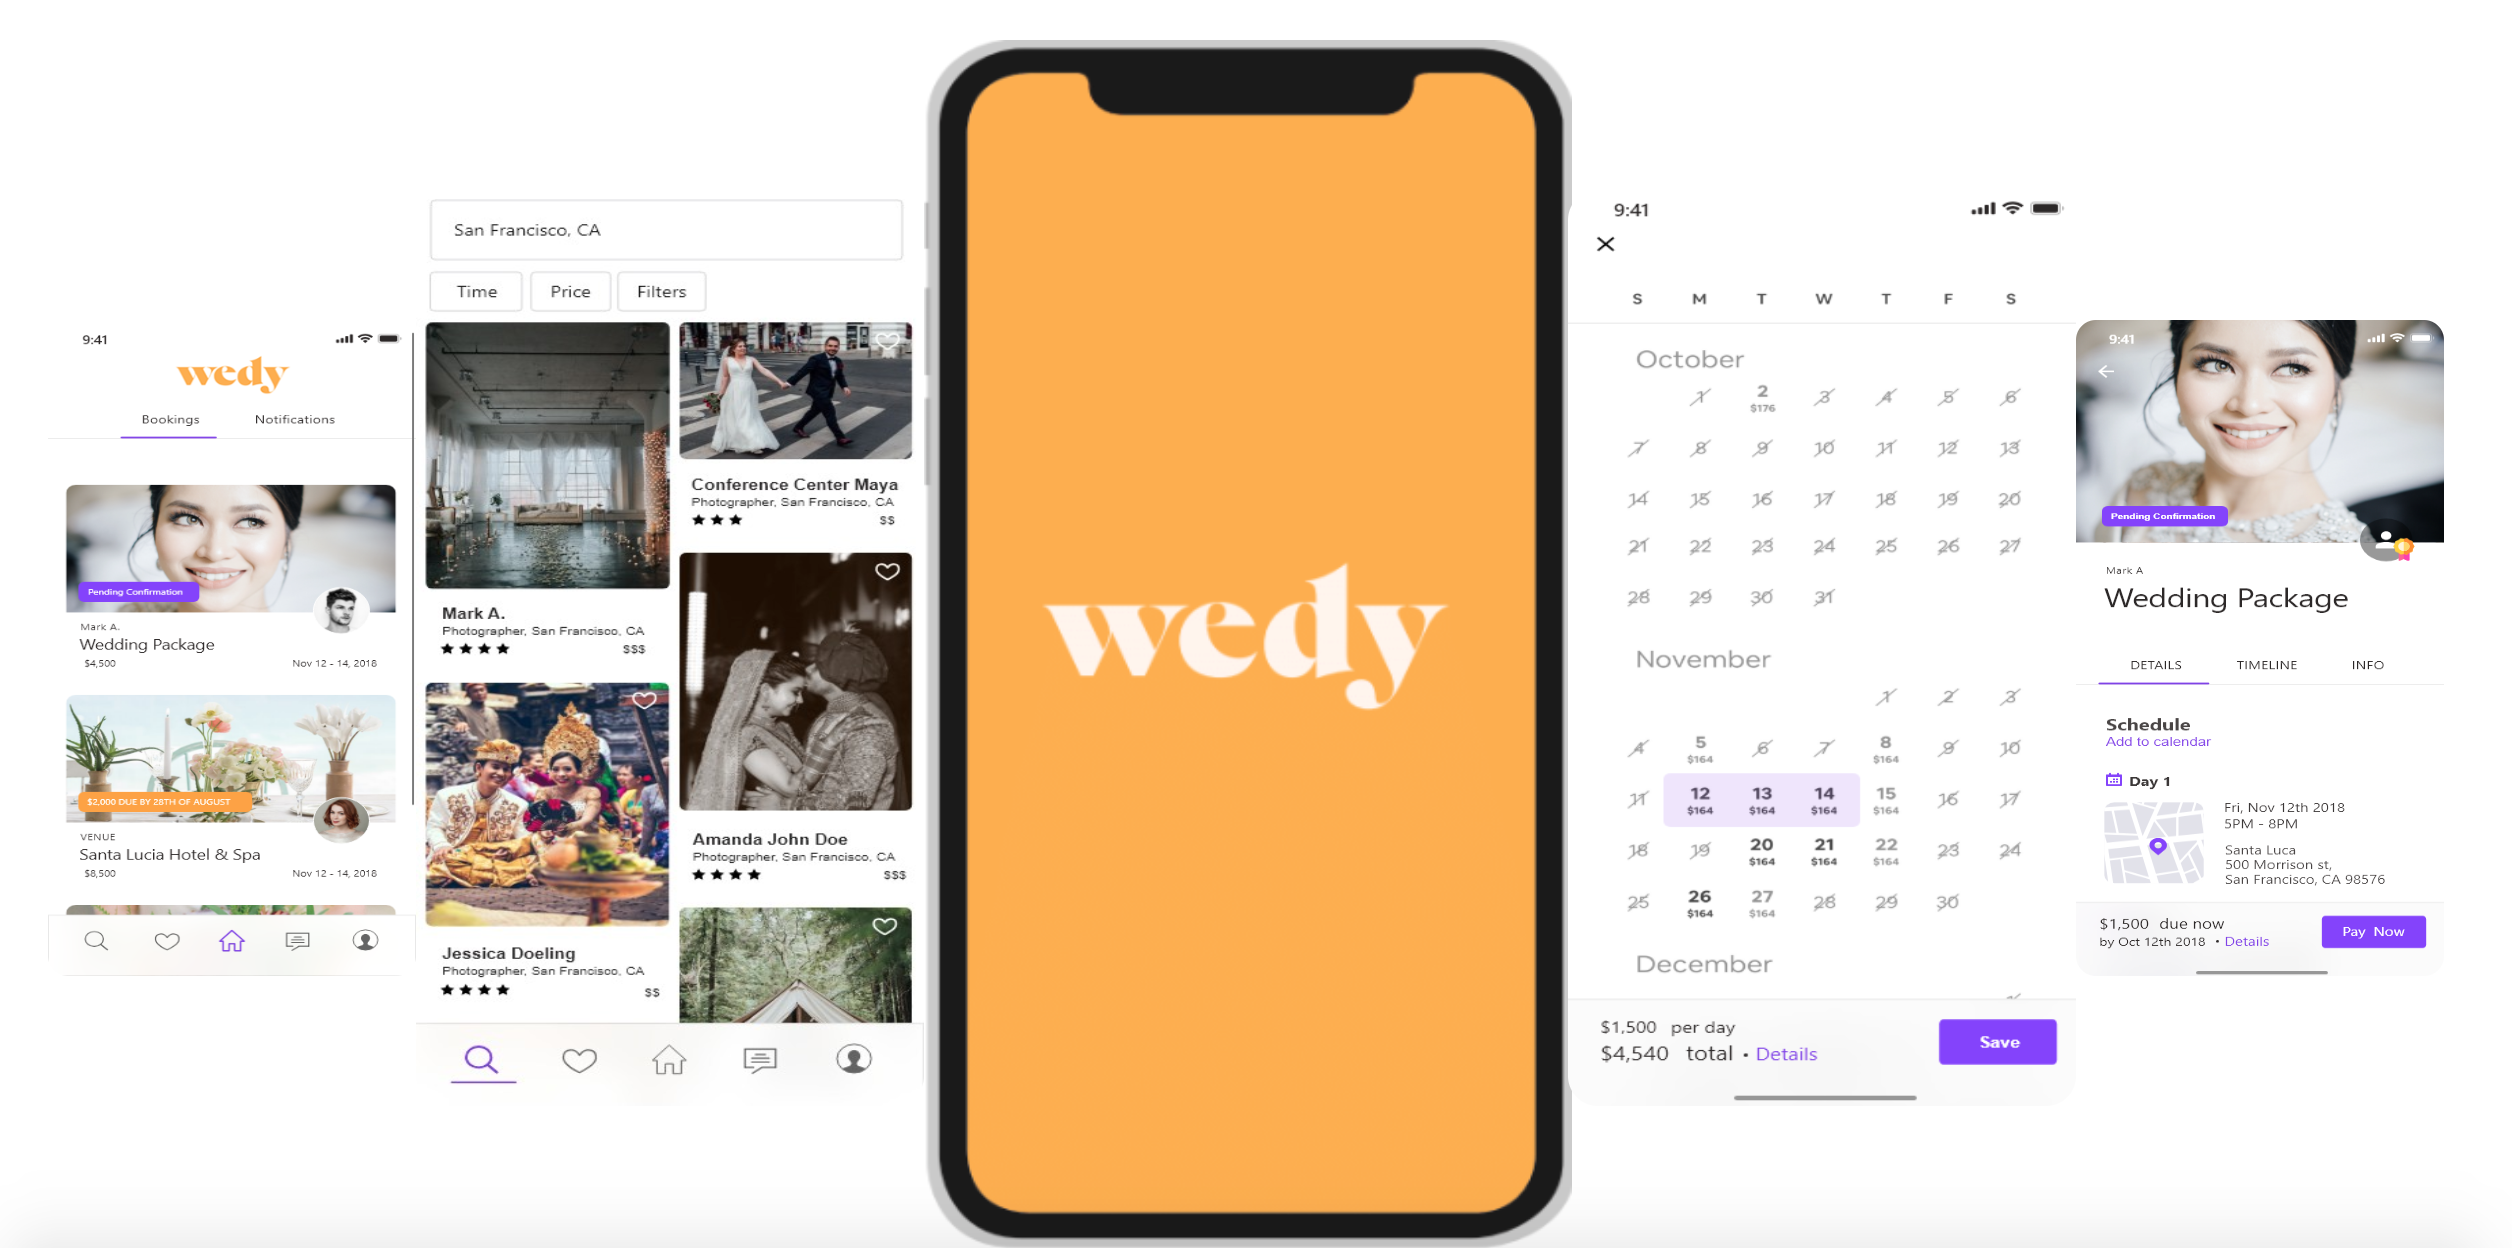 9:41
wedy
Bookings Notifications
Pending Confirmation
Mark A.
Wedding Package
$4,500 Nov 12 - 14, 2018
$2,000 DUE BY 28TH OF AUGUST
VENUE
Santa Lucia Hotel & Spa
$8,500 Nov 12 - 14, 2018
San Francisco, CA
Time Price Filters
Mark A.
Photographer, San Francisco, CA
$$$
Jessica Doeling
Photographer, San Francisco, CA
$$
Conference Center Maya
Photographer, San Francisco, CA
$$
Amanda John Doe
Photographer, San Francisco, CA
$$$
wedy
9:41
S M T W T F S
October
1 2 3 4 5 6
$176
7 8 9 10 11 12 13
14 15 16 17 18 19 20
21 22 23 24 25 26 27
28 29 30 31
November
1 2 3
4 5 6 7 8 9 10
$164 $164
11 12 13 14 15 16 17
$164 $164 $164 $164
18 19 20 21 22 23 24
$164 $164 $164
25 26 27 28 29 30
$164 $164
December
$1,500 per day
$4,540 total • Details
Save
9:41
Pending Confirmation
Mark A
Wedding Package
DETAILS TIMELINE INFO
Schedule
Add to calendar
Day 1
Fri, Nov 12th 2018
5PM - 8PM
Santa Luca
500 Morrison st,
San Francisco, CA 98576
$1,500 due now
by Oct 12th 2018 • Details
Pay Now